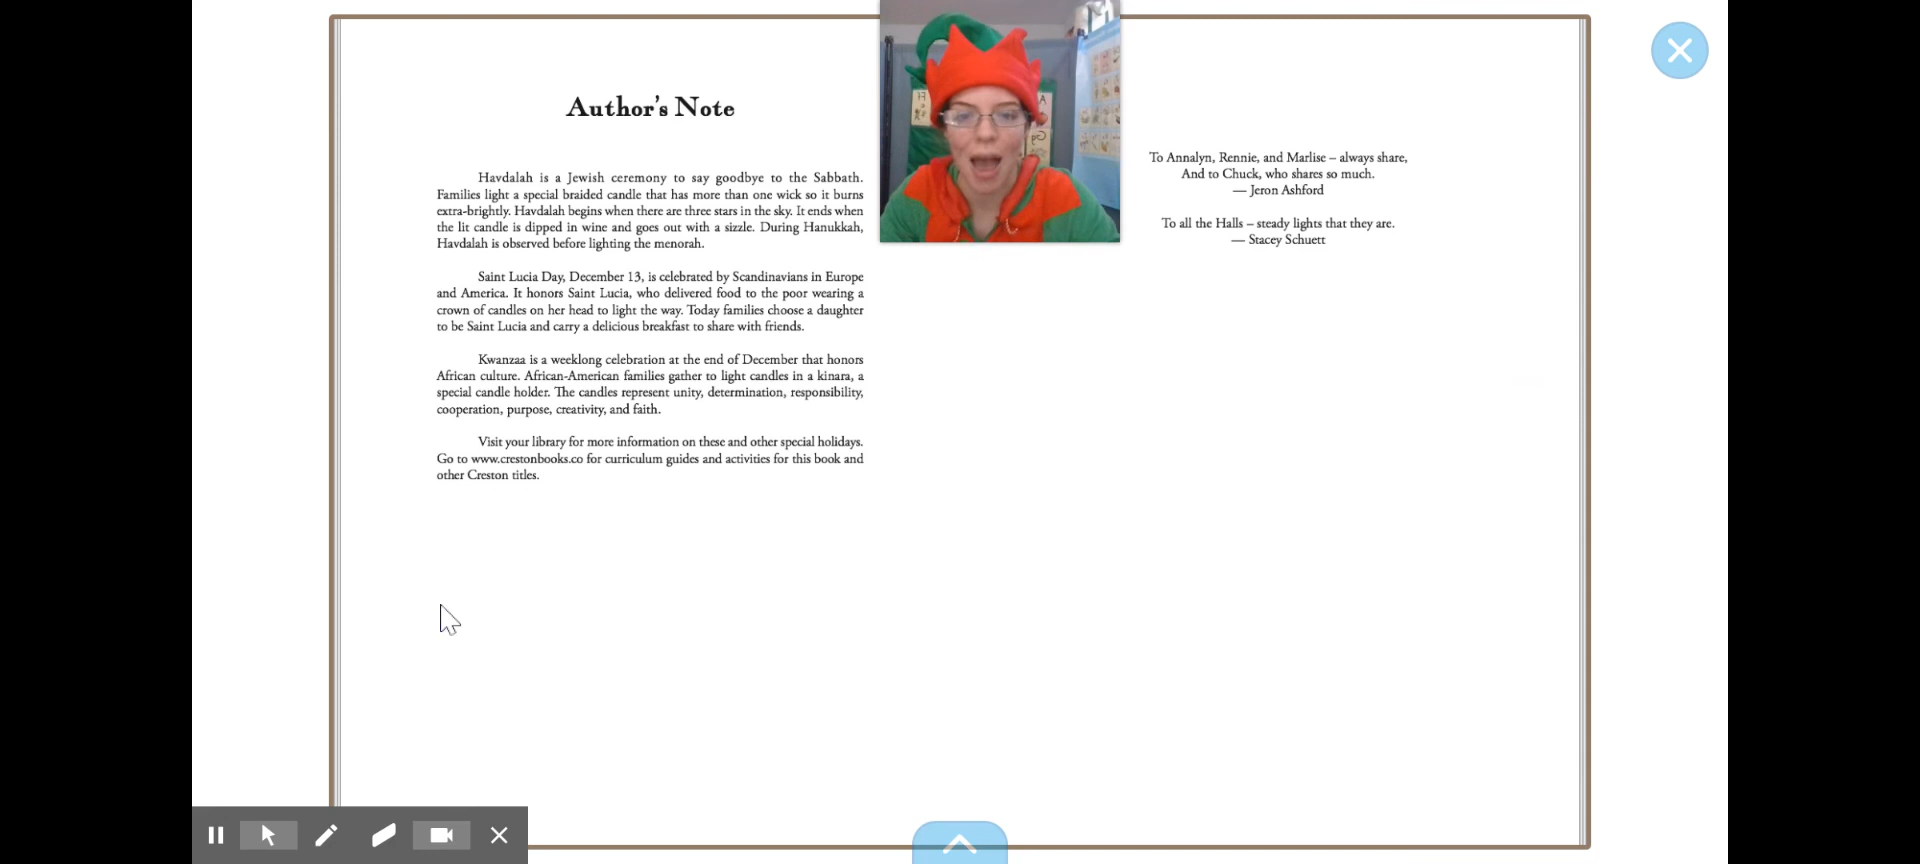 Author's Note
Havdalah is a Jewish ceremony to say goodbye to the Sabbath.
Families light a special braided candle that has more than one wick so it burns
extra-brightly. Havdalah begins when there are three stars in the sky. It ends when
the lit candle is dipped in wine and goes out with a sizzle. During Hanukkah,
Havdalah is observed before lighting the menorah.
Saint Lucia Day, December 13, is celebrated by Scandinavians in Europe
and America. It honors Saint Lucia, who delivered food to the poor wearing a
crown of candles on her head to light the way. Today families choose a daughter
to be Saint Lucia and carry a delicious breakfast to share with friends.
Kwanzaa is a weeklong celebration at the end of December that honors
African culture. African-American families gather to light candles in a kinara, a
special candle holder. The candles represent unity, determination, responsibility,
cooperation, purpose, creativity, and faith.
Visit your library for more information on these and other special holidays.
Go to www.crestonbooks.co for curriculum guides and activities for this book and
other Creston titles.
To Annalyn, Rennie, and Marlise – always share,
And to Chuck, who shares so much.
— Jeron Ashford
To all the Halls – steady lights that they are.
— Stacey Schuett